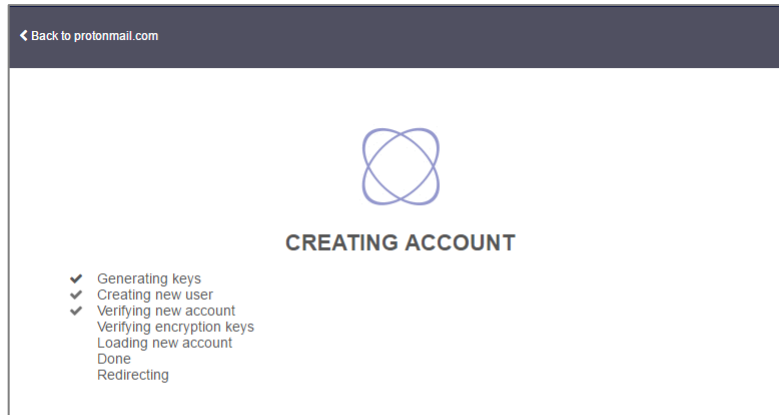 Back to protonmail.com
CREATING ACCOUNT
Generating keys
Creating new user
Verifying new account
Verifying encryption keys
Loading new account
Done
Redirecting